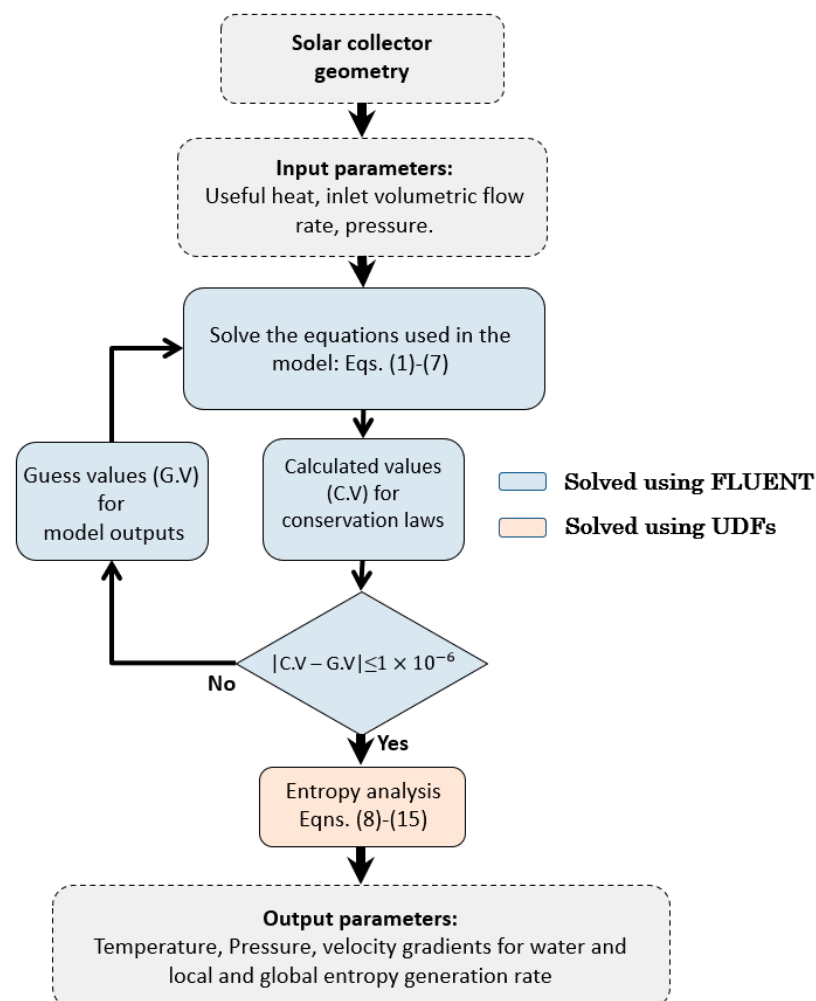 Solar collector
geometry
Input parameters:
Useful heat, inlet volumetric flow
rate, pressure.
Solve the equations used in the
model: Eqs. (1)-(7)
Guess values (G.V)
for
model outputs
Calculated values
(C.V) for
conservation laws
Solved using FLUENT
Solved using UDFs
|C.V – G.V|≤1 × 10⁻⁶
No
Yes
Entropy analysis
Eqns. (8)-(15)
Output parameters:
Temperature, Pressure, velocity gradients for water and
local and global entropy generation rate